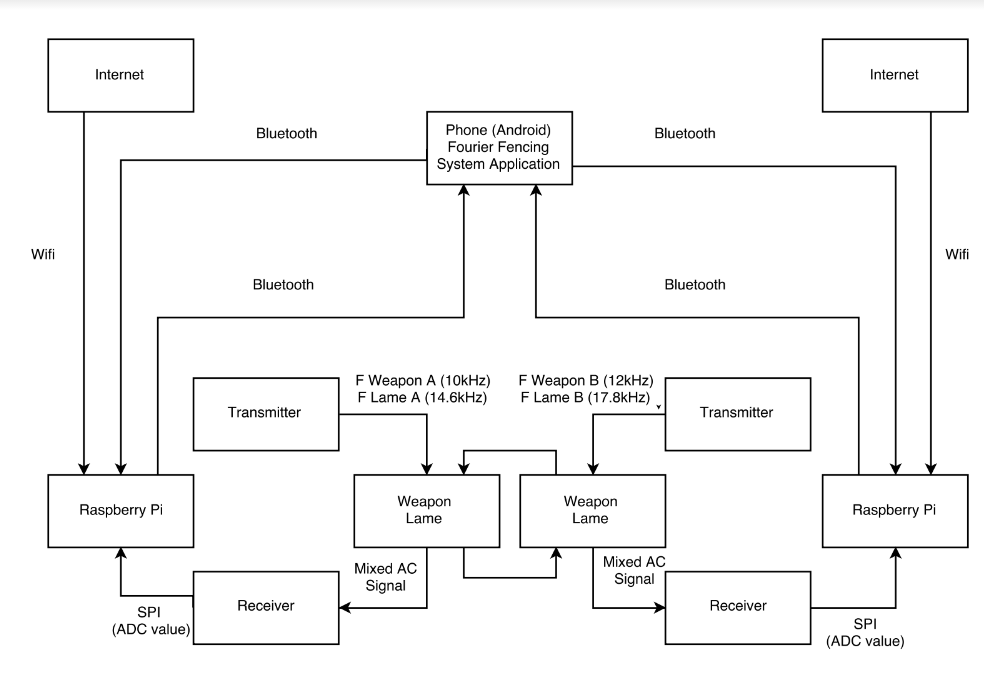 Internet
Internet
Phone (Android)
Fourier Fencing
System Application
Bluetooth
Bluetooth
Wifi
Wifi
Bluetooth
Bluetooth
F Weapon A (10kHz)
F Lame A (14.6kHz)
F Weapon B (12kHz)
F Lame B (17.8kHz)
Transmitter
Transmitter
Raspberry Pi
Weapon
Lame
Weapon
Lame
Raspberry Pi
Mixed AC
Signal
Mixed AC
Signal
Receiver
Receiver
SPI
(ADC value)
SPI
(ADC value)